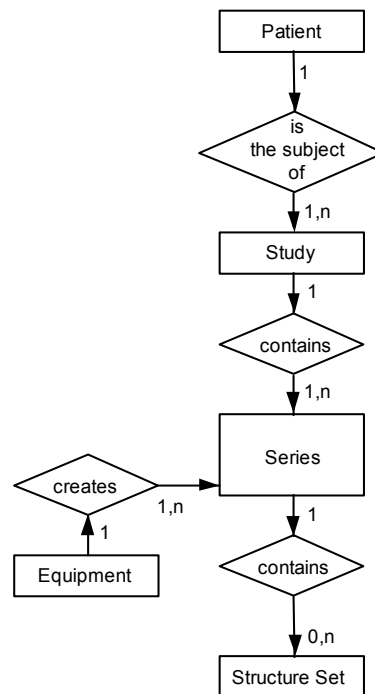 Patient
1
is
the subject
of
1,n
Study
1
contains
1,n
Series
creates
1,n
1
Equipment
1
contains
0,n
Structure Set